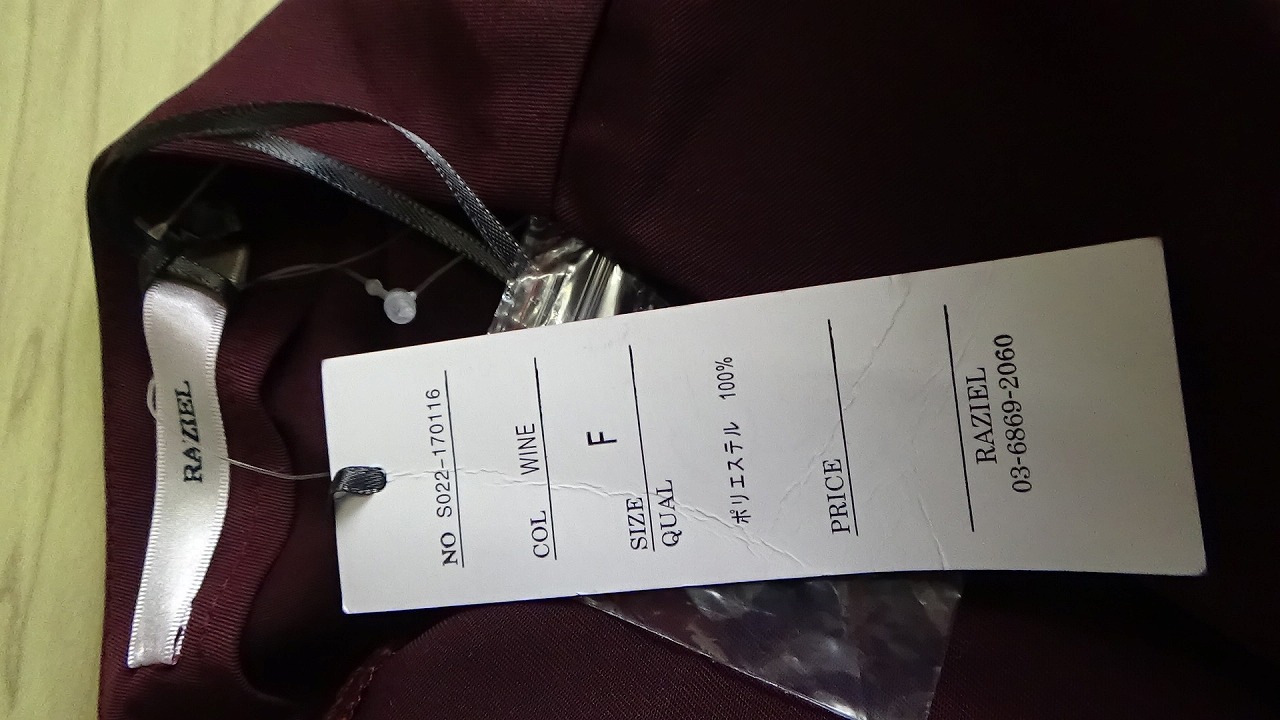 RAZIEL
NO S022-170116
COL WINE
SIZE F
QUAL
ポリエステル 100%
PRICE
RAZIEL
03-6869-2060